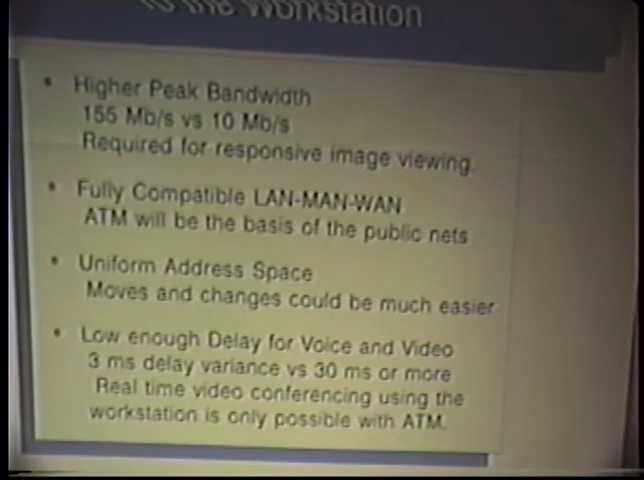 to the Workstation
• Higher Peak Bandwidth
155 Mb/s vs 10 Mb/s
Required for responsive image viewing
• Fully Compatible LAN-MAN-WAN
ATM will be the basis of the public nets
• Uniform Address Space
Moves and changes could be much easier
• Low enough Delay for Voice and Video
3 ms delay variance vs 30 ms or more
Real time video conferencing using the
workstation is only possible with ATM.